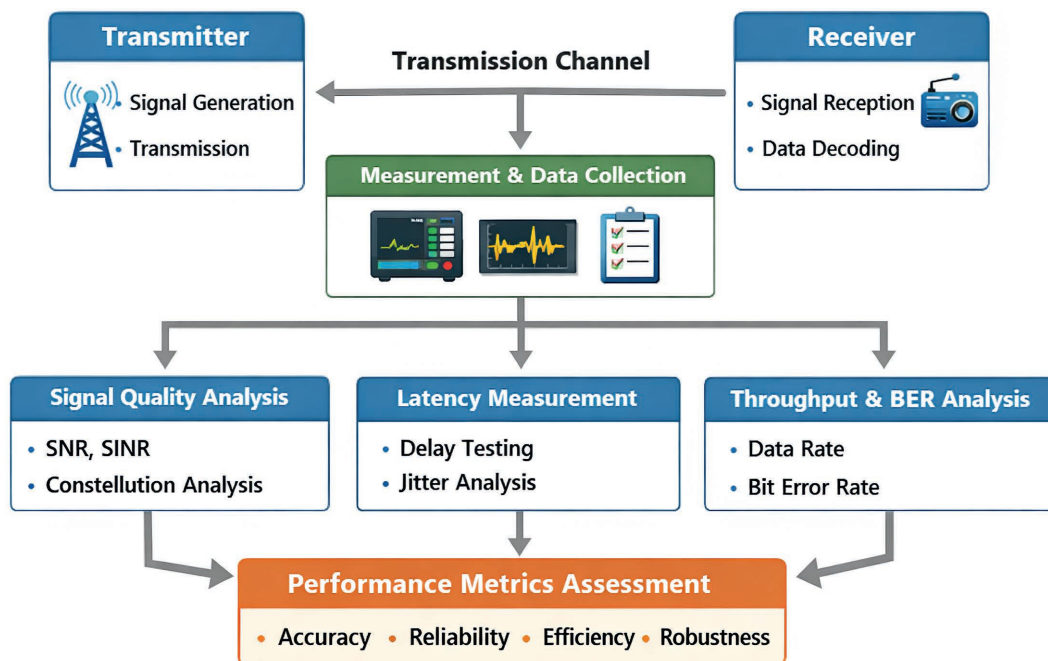 Transmitter
• Signal Generation
• Transmission
Transmission Channel
Receiver
• Signal Reception
• Data Decoding
Measurement & Data Collection
Signal Quality Analysis
• SNR, SINR
• Constellution Analysis
Latency Measurement
• Delay Testing
• Jitter Analysis
Throughput & BER Analysis
• Data Rate
• Bit Error Rate
Performance Metrics Assessment
• Accuracy • Reliability • Efficiency • Robustness